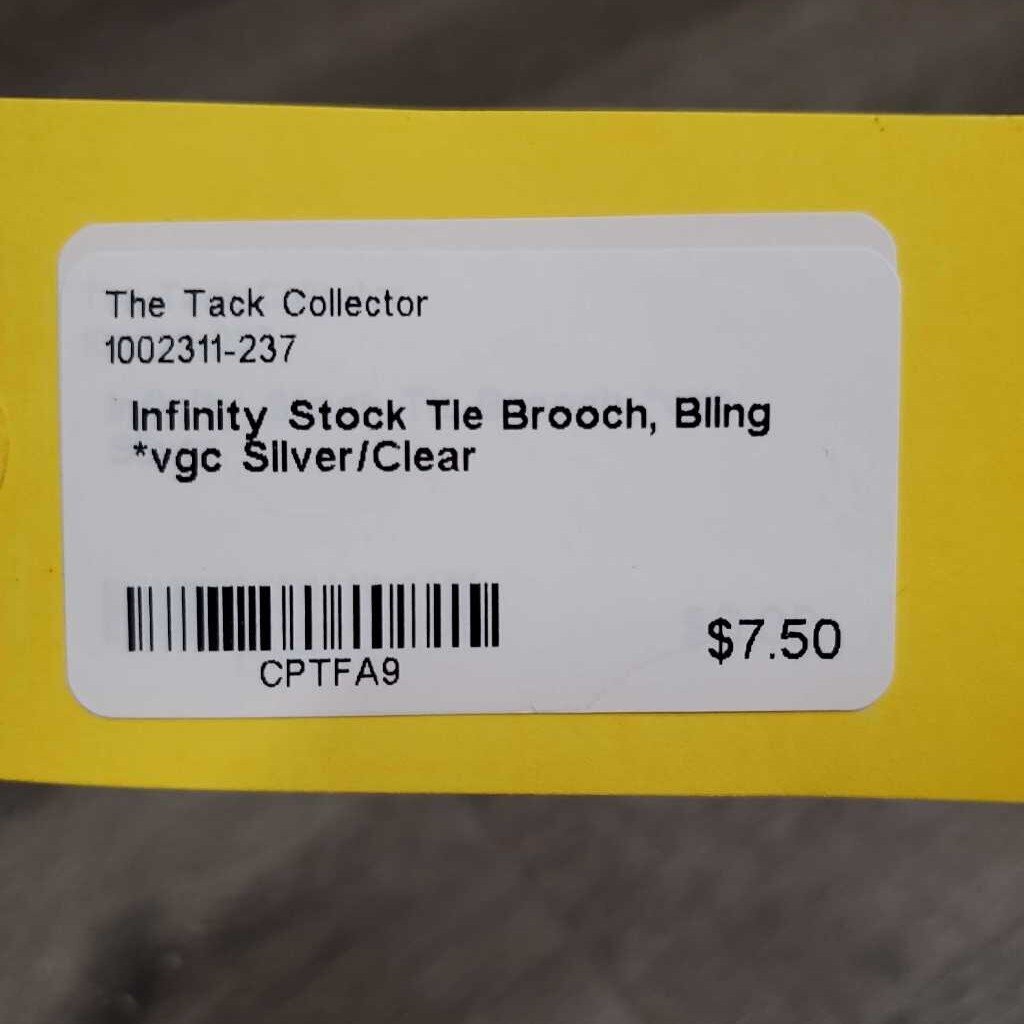 The Tack Collector
1002311-237
Infinity Stock Tie Brooch, Bling
*vgc Silver/Clear
CPTFA9
$7.50